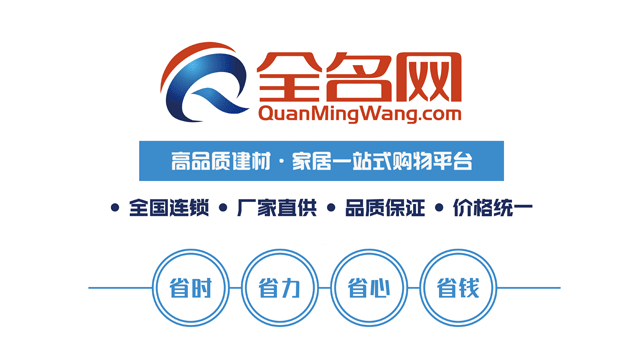 全名网
QuanMingWang.com
高品质建材·家居一站式购物平台
• 全国连锁 • 厂家直供 • 品质保证 • 价格统一
省时 省力 省心 省钱